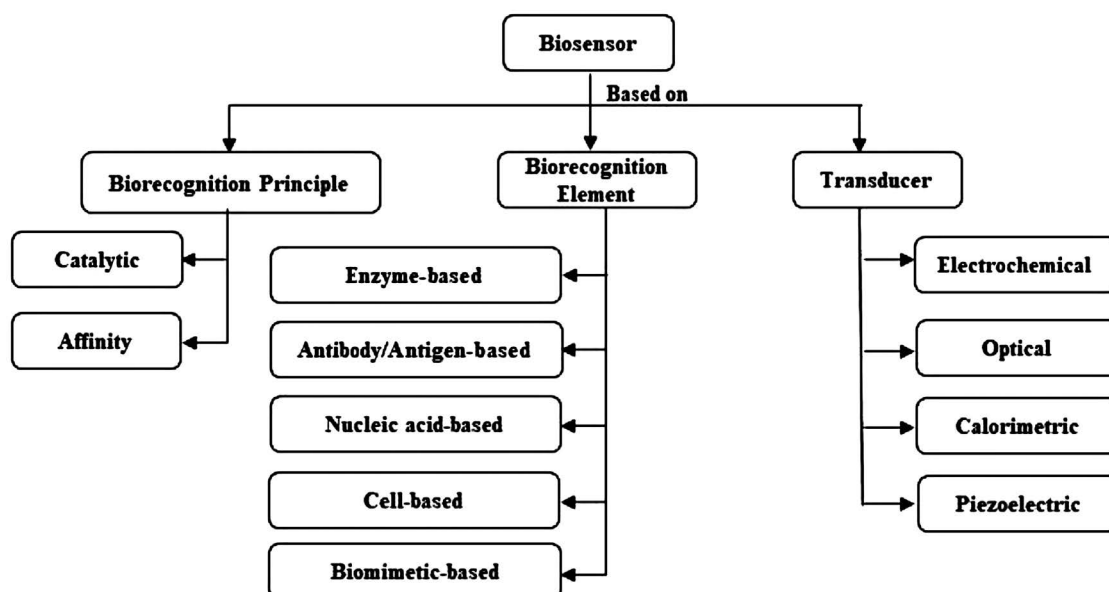 Biosensor
Based on
Biorecognition Principle
Biorecognition
Element
Transducer
Catalytic
Affinity
Enzyme-based
Antibody/Antigen-based
Nucleic acid-based
Cell-based
Biomimetic-based
Electrochemical
Optical
Calorimetric
Piezoelectric